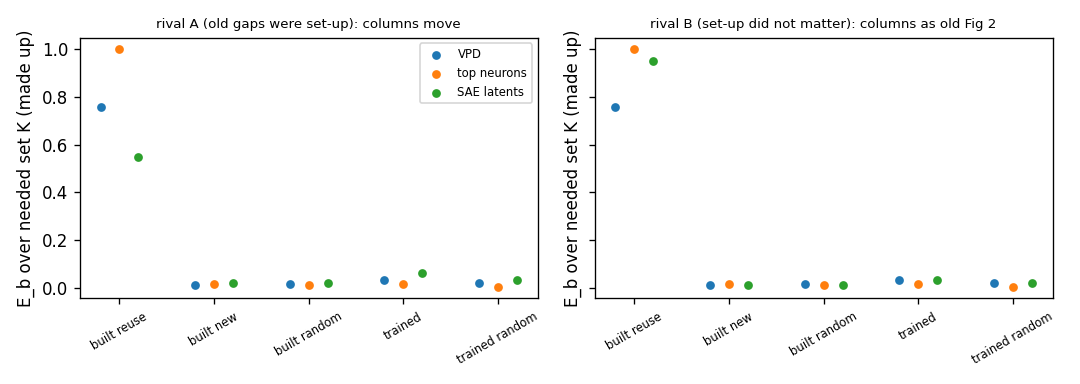 rival A (old gaps were set-up): columns move
E_b over needed set K (made up)
1.0
0.8
0.6
0.4
0.2
0.0
VPD
top neurons
SAE latents
built reuse
built new
built random
trained
trained random
rival B (set-up did not matter): columns as old Fig 2
E_b over needed set K (made up)
built reuse
built new
built random
trained
trained random